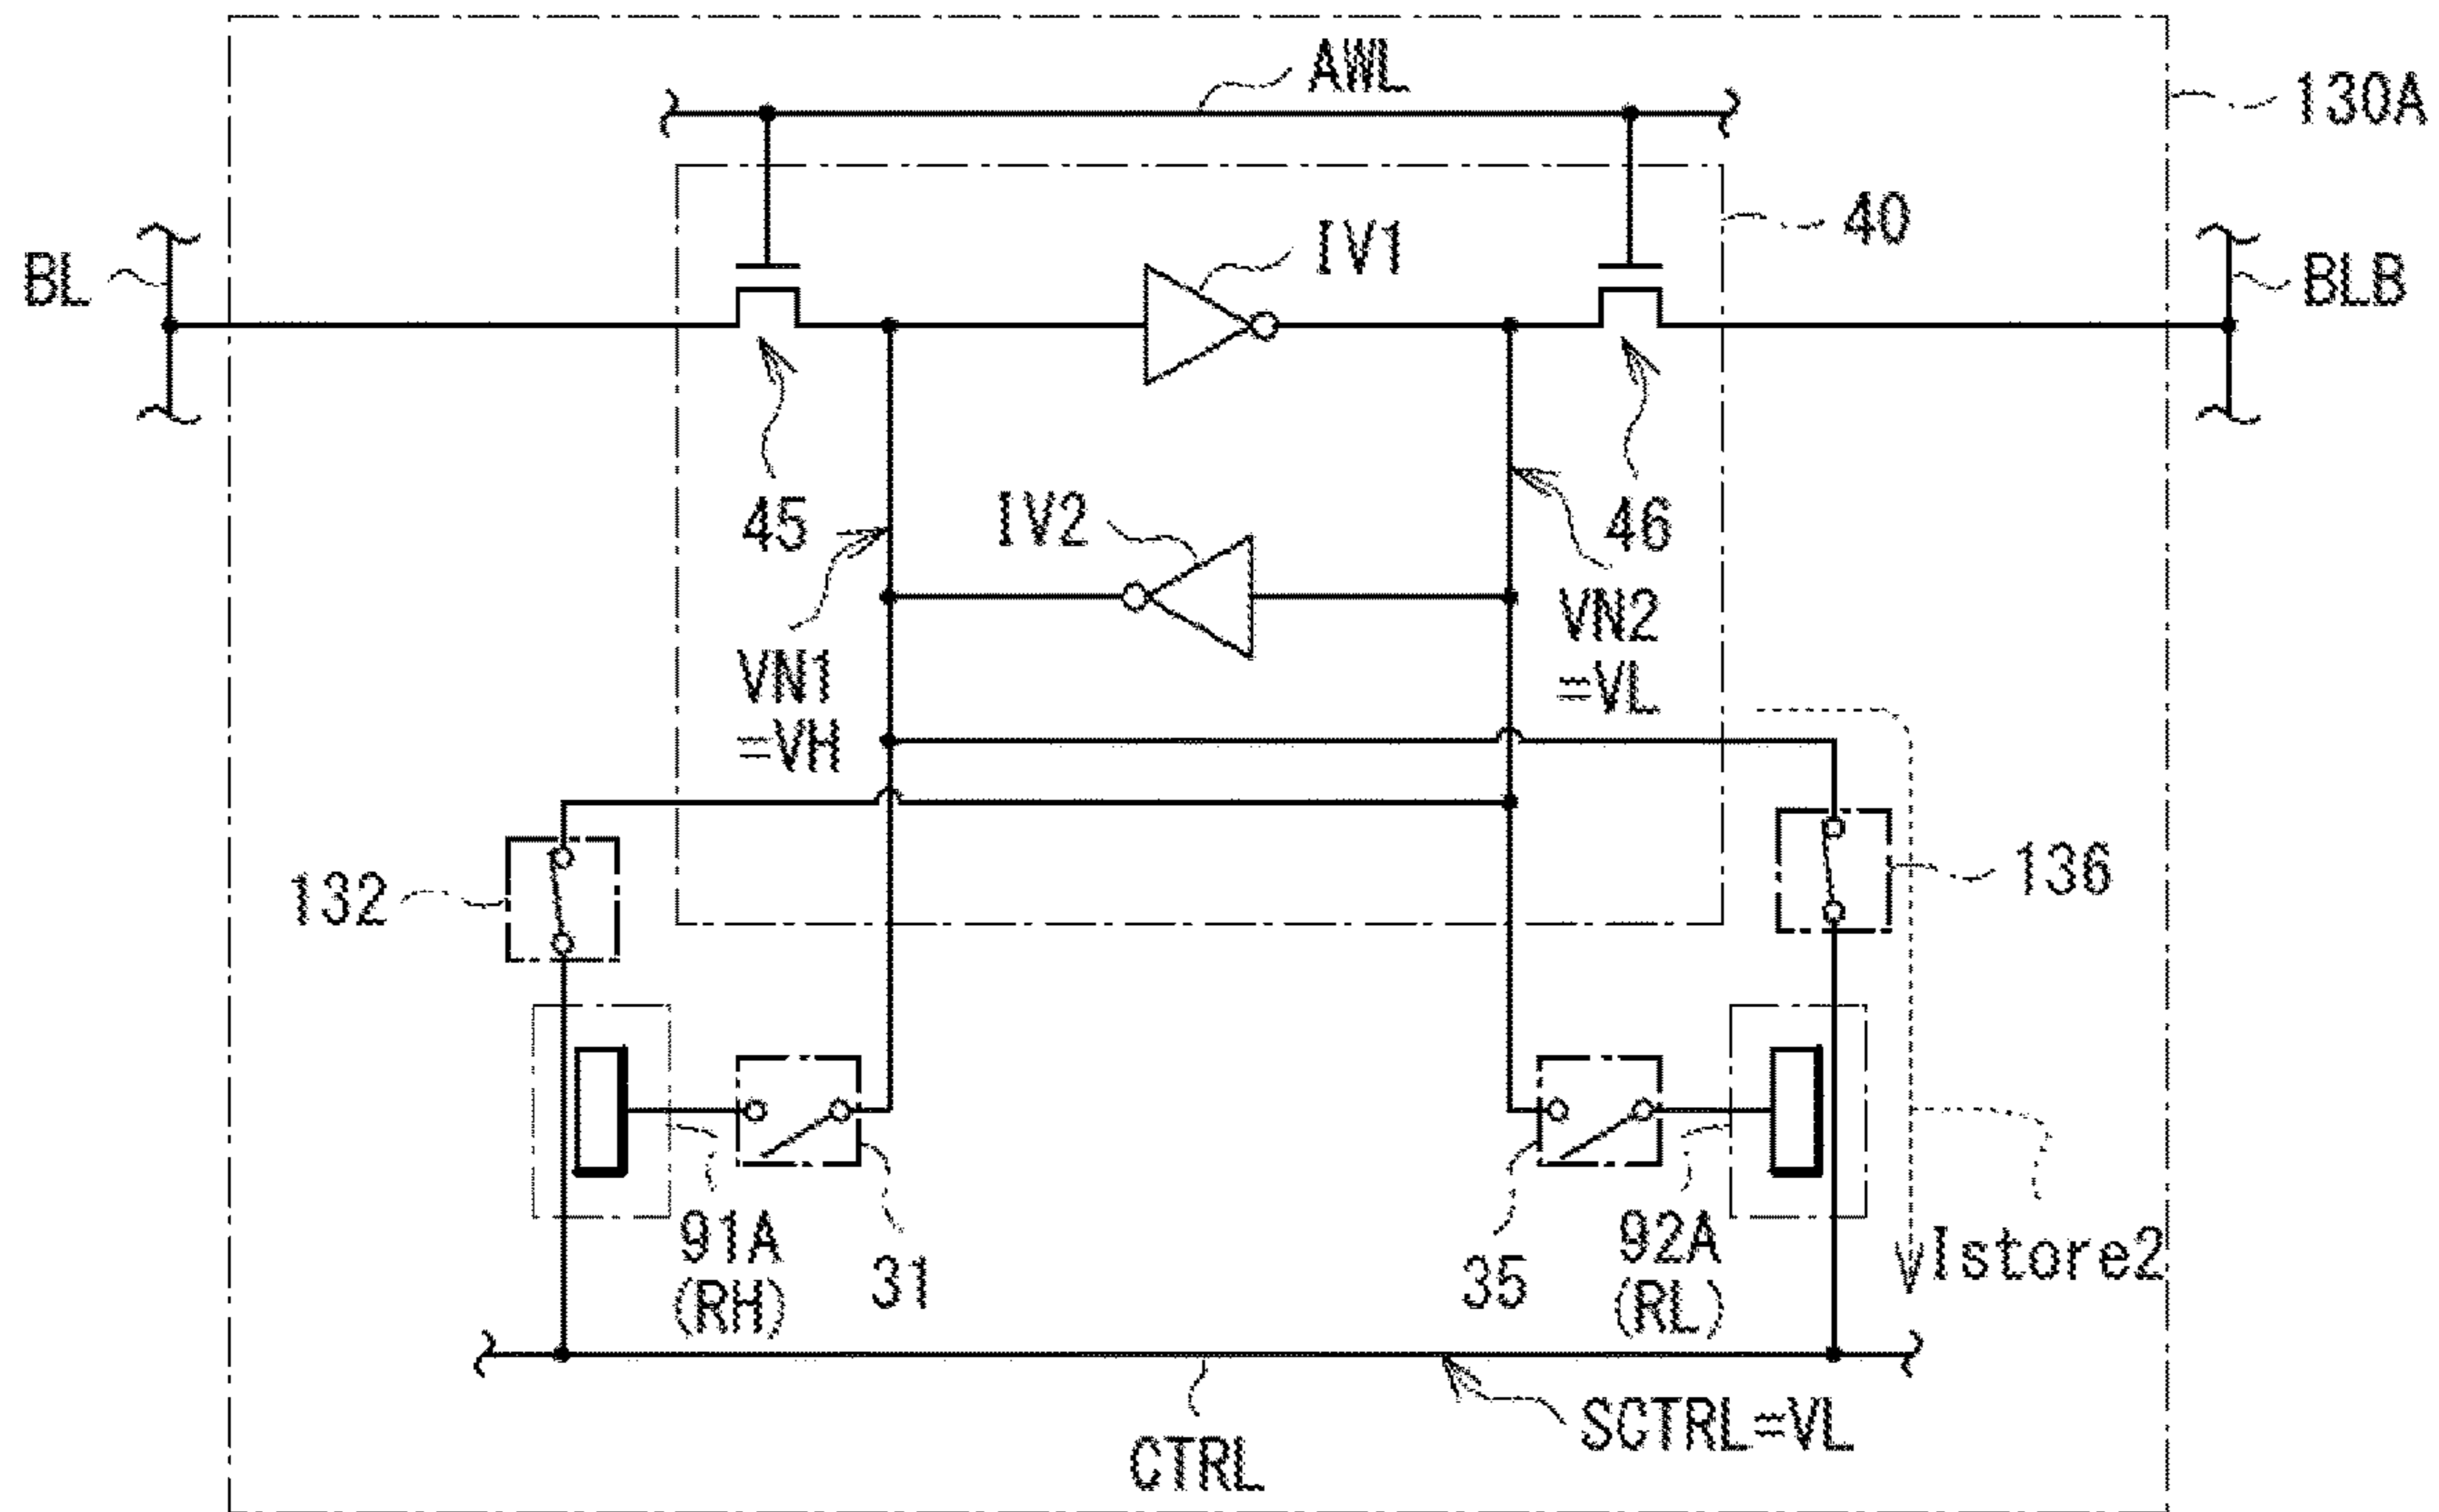 AWL
130A
40
IV1
BL
BLB
45
IV2
46
VN2
=VL
VN1
=VH
132
136
91A
(RH)
31
35
92A
(RL)
Istore2
SCTRL=VL
CTRL